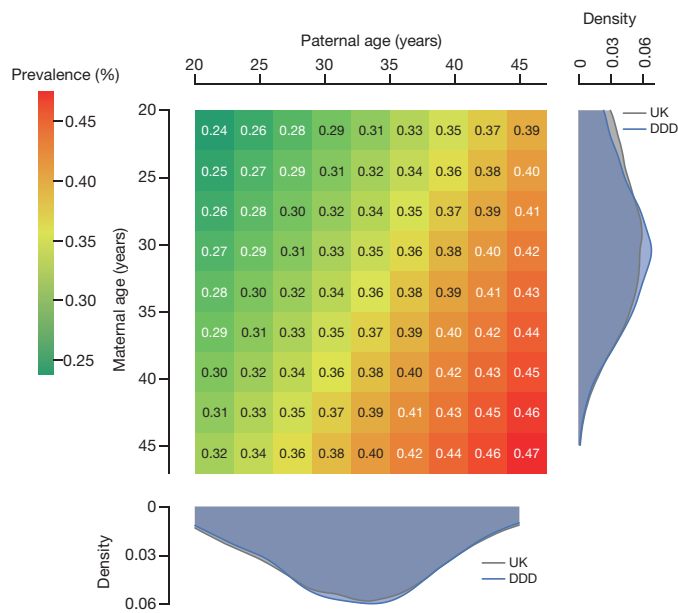 Density
0 0.03 0.06
Paternal age (years)
20 25 30 35 40 45
Prevalence (%)
0.45
0.40
0.35
0.30
0.25
Maternal age (years)
20
25
30
35
40
45
0.24 0.26 0.28 0.29 0.31 0.33 0.35 0.37 0.39
0.25 0.27 0.29 0.31 0.32 0.34 0.36 0.38 0.40
0.26 0.28 0.30 0.32 0.34 0.35 0.37 0.39 0.41
0.27 0.29 0.31 0.33 0.35 0.36 0.38 0.40 0.42
0.28 0.30 0.32 0.34 0.36 0.38 0.39 0.41 0.43
0.29 0.31 0.33 0.35 0.37 0.39 0.40 0.42 0.44
0.30 0.32 0.34 0.36 0.38 0.40 0.42 0.43 0.45
0.31 0.33 0.35 0.37 0.39 0.41 0.43 0.45 0.46
0.32 0.34 0.36 0.38 0.40 0.42 0.44 0.46 0.47
UK
DDD
Density
0
0.03
0.06
UK
DDD